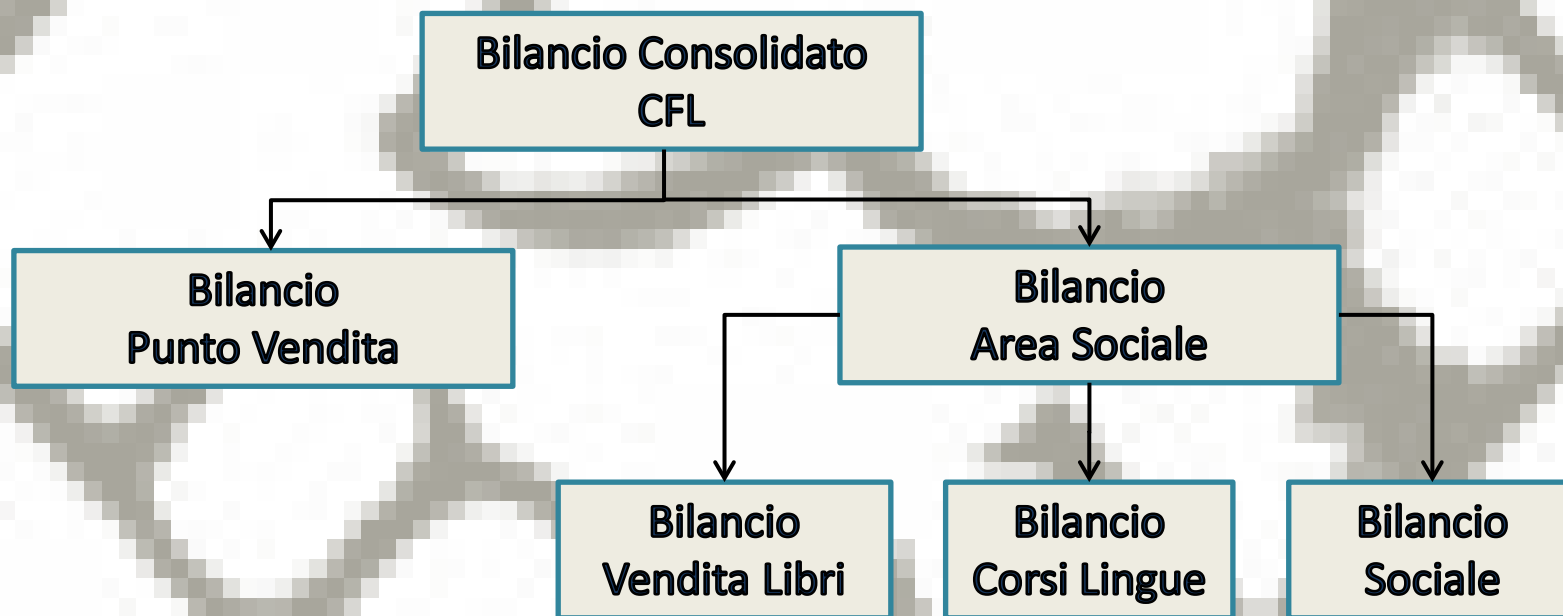 Bilancio Consolidato
CFL
Bilancio
Punto Vendita
Bilancio
Area Sociale
Bilancio
Vendita Libri
Bilancio
Corsi Lingue
Bilancio
Sociale